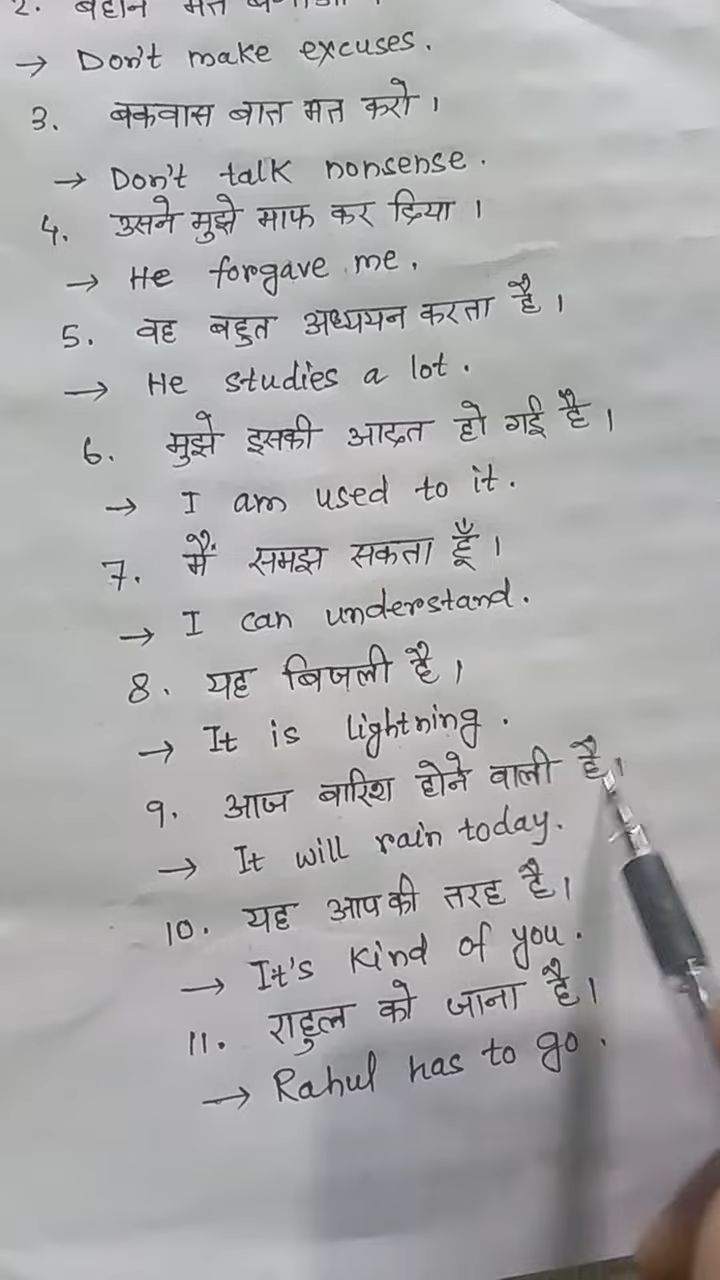 2. बहाने मत
→ Don't make excuses.
3. बकवास बात मत करो।
→ Don't talk nonsense.
4. उसने मुझे माफ कर दिया।
→ He forgave me.
5. वह बहुत अध्ययन करता है।
→ He studies a lot.
6. मुझे इसकी आदत हो गई है।
→ I am used to it.
7. मैं समझ सकता हूँ।
→ I can understand.
8. यह बिजली है।
→ It is lightning.
9. आज बारिश होने वाली है।
→ It will rain today.
10. यह आपकी तरह है।
→ It's kind of you.
11. राहुल को जाना है।
→ Rahul has to go.